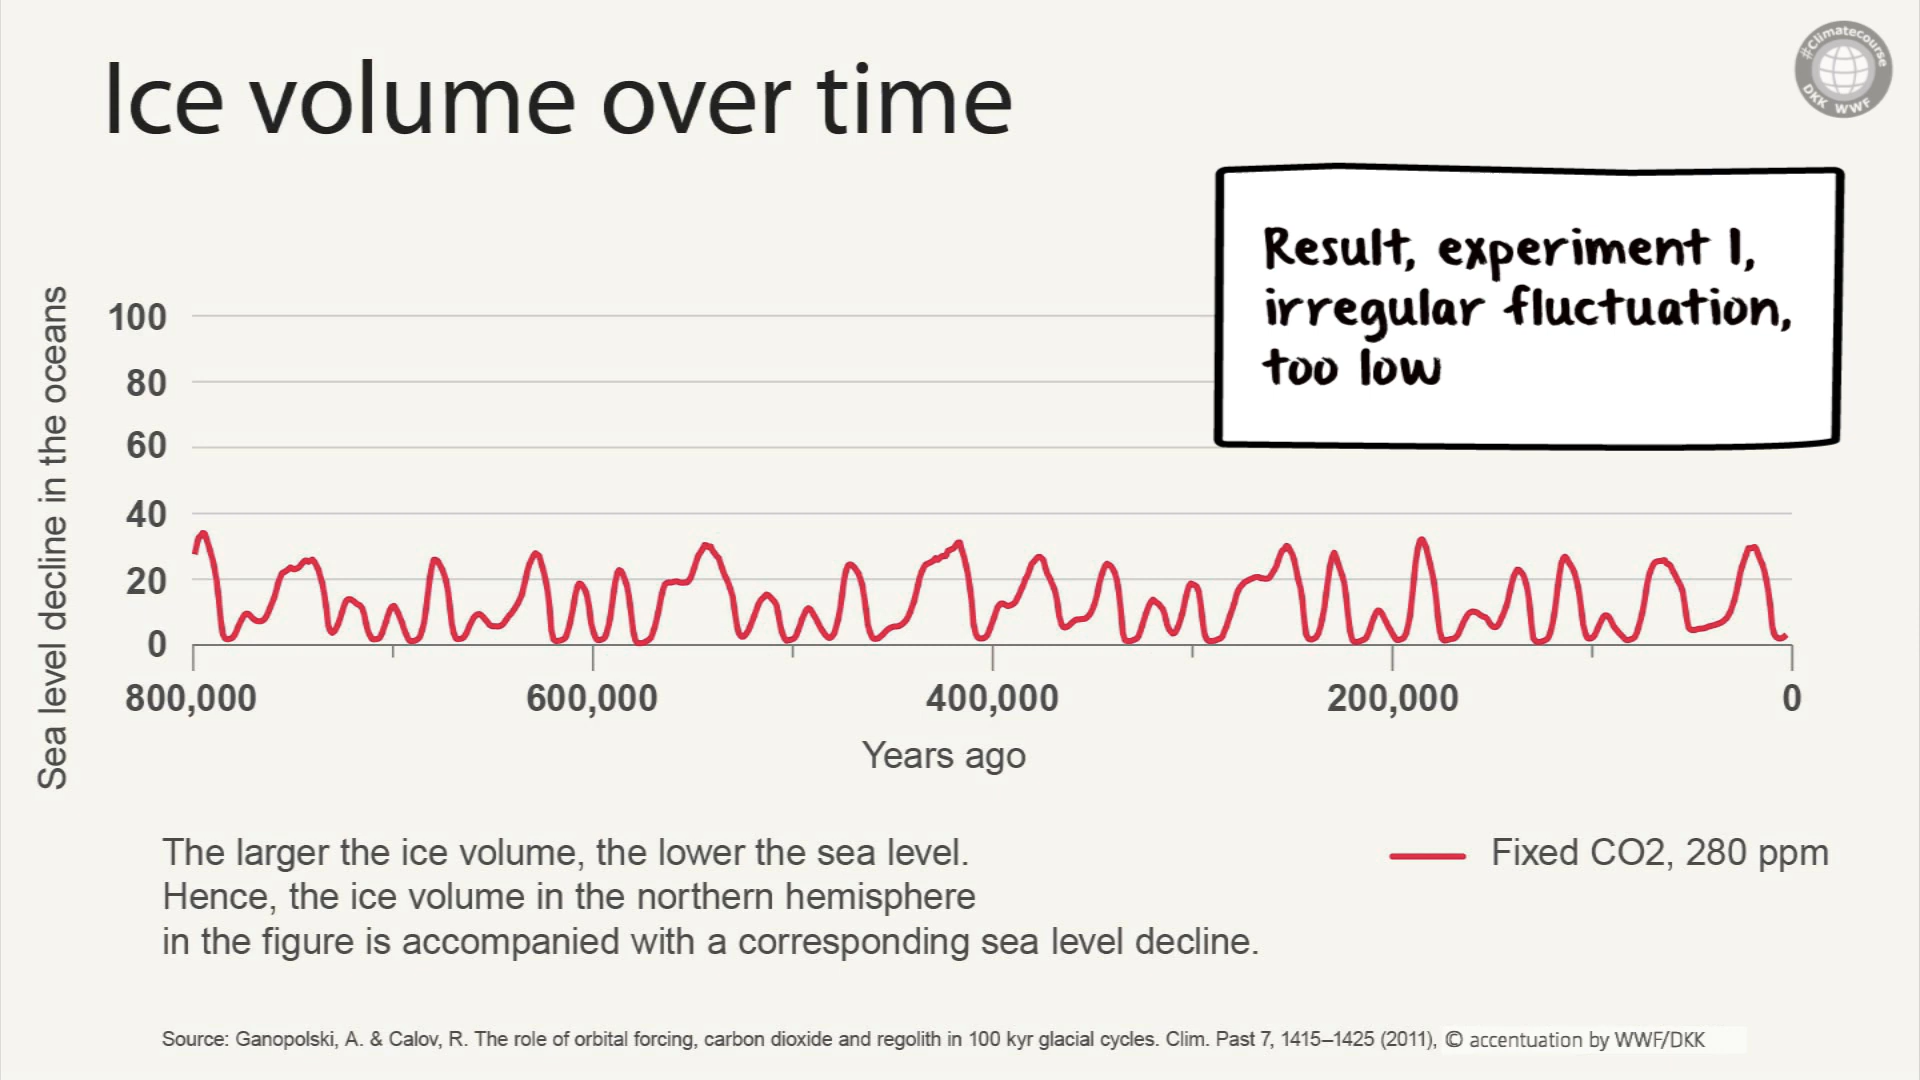 Ice volume over time
#Climatecourse
DKK WWF
Result, experiment 1,
irregular fluctuation,
too low
Sea level decline in the oceans
100
80
60
40
20
0
800,000
600,000
400,000
200,000
0
Years ago
The larger the ice volume, the lower the sea level.
Hence, the ice volume in the northern hemisphere
in the figure is accompanied with a corresponding sea level decline.
Fixed CO2, 280 ppm
Source: Ganopolski, A. & Calov, R. The role of orbital forcing, carbon dioxide and regolith in 100 kyr glacial cycles. Clim. Past 7, 1415–1425 (2011), © accentuation by WWF/DKK